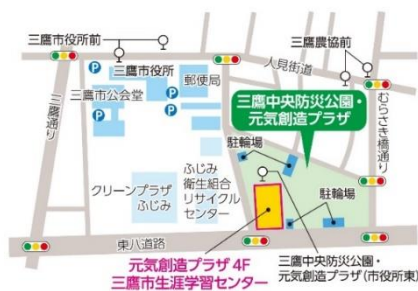 三鷹市役所前
三鷹農協前
人見街道
三鷹市役所
郵便局
P
P
P
P
三鷹市公会堂
三鷹通り
むらさき橋通り
三鷹中央防災公園・
元気創造プラザ
駐輪場
ふじみ
衛生組合
リサイクル
センター
クリーンプラザ
ふじみ
駐輪場
東八道路
元気創造プラザ4F
三鷹市生涯学習センター
三鷹中央防災公園・
元気創造プラザ(市役所東)